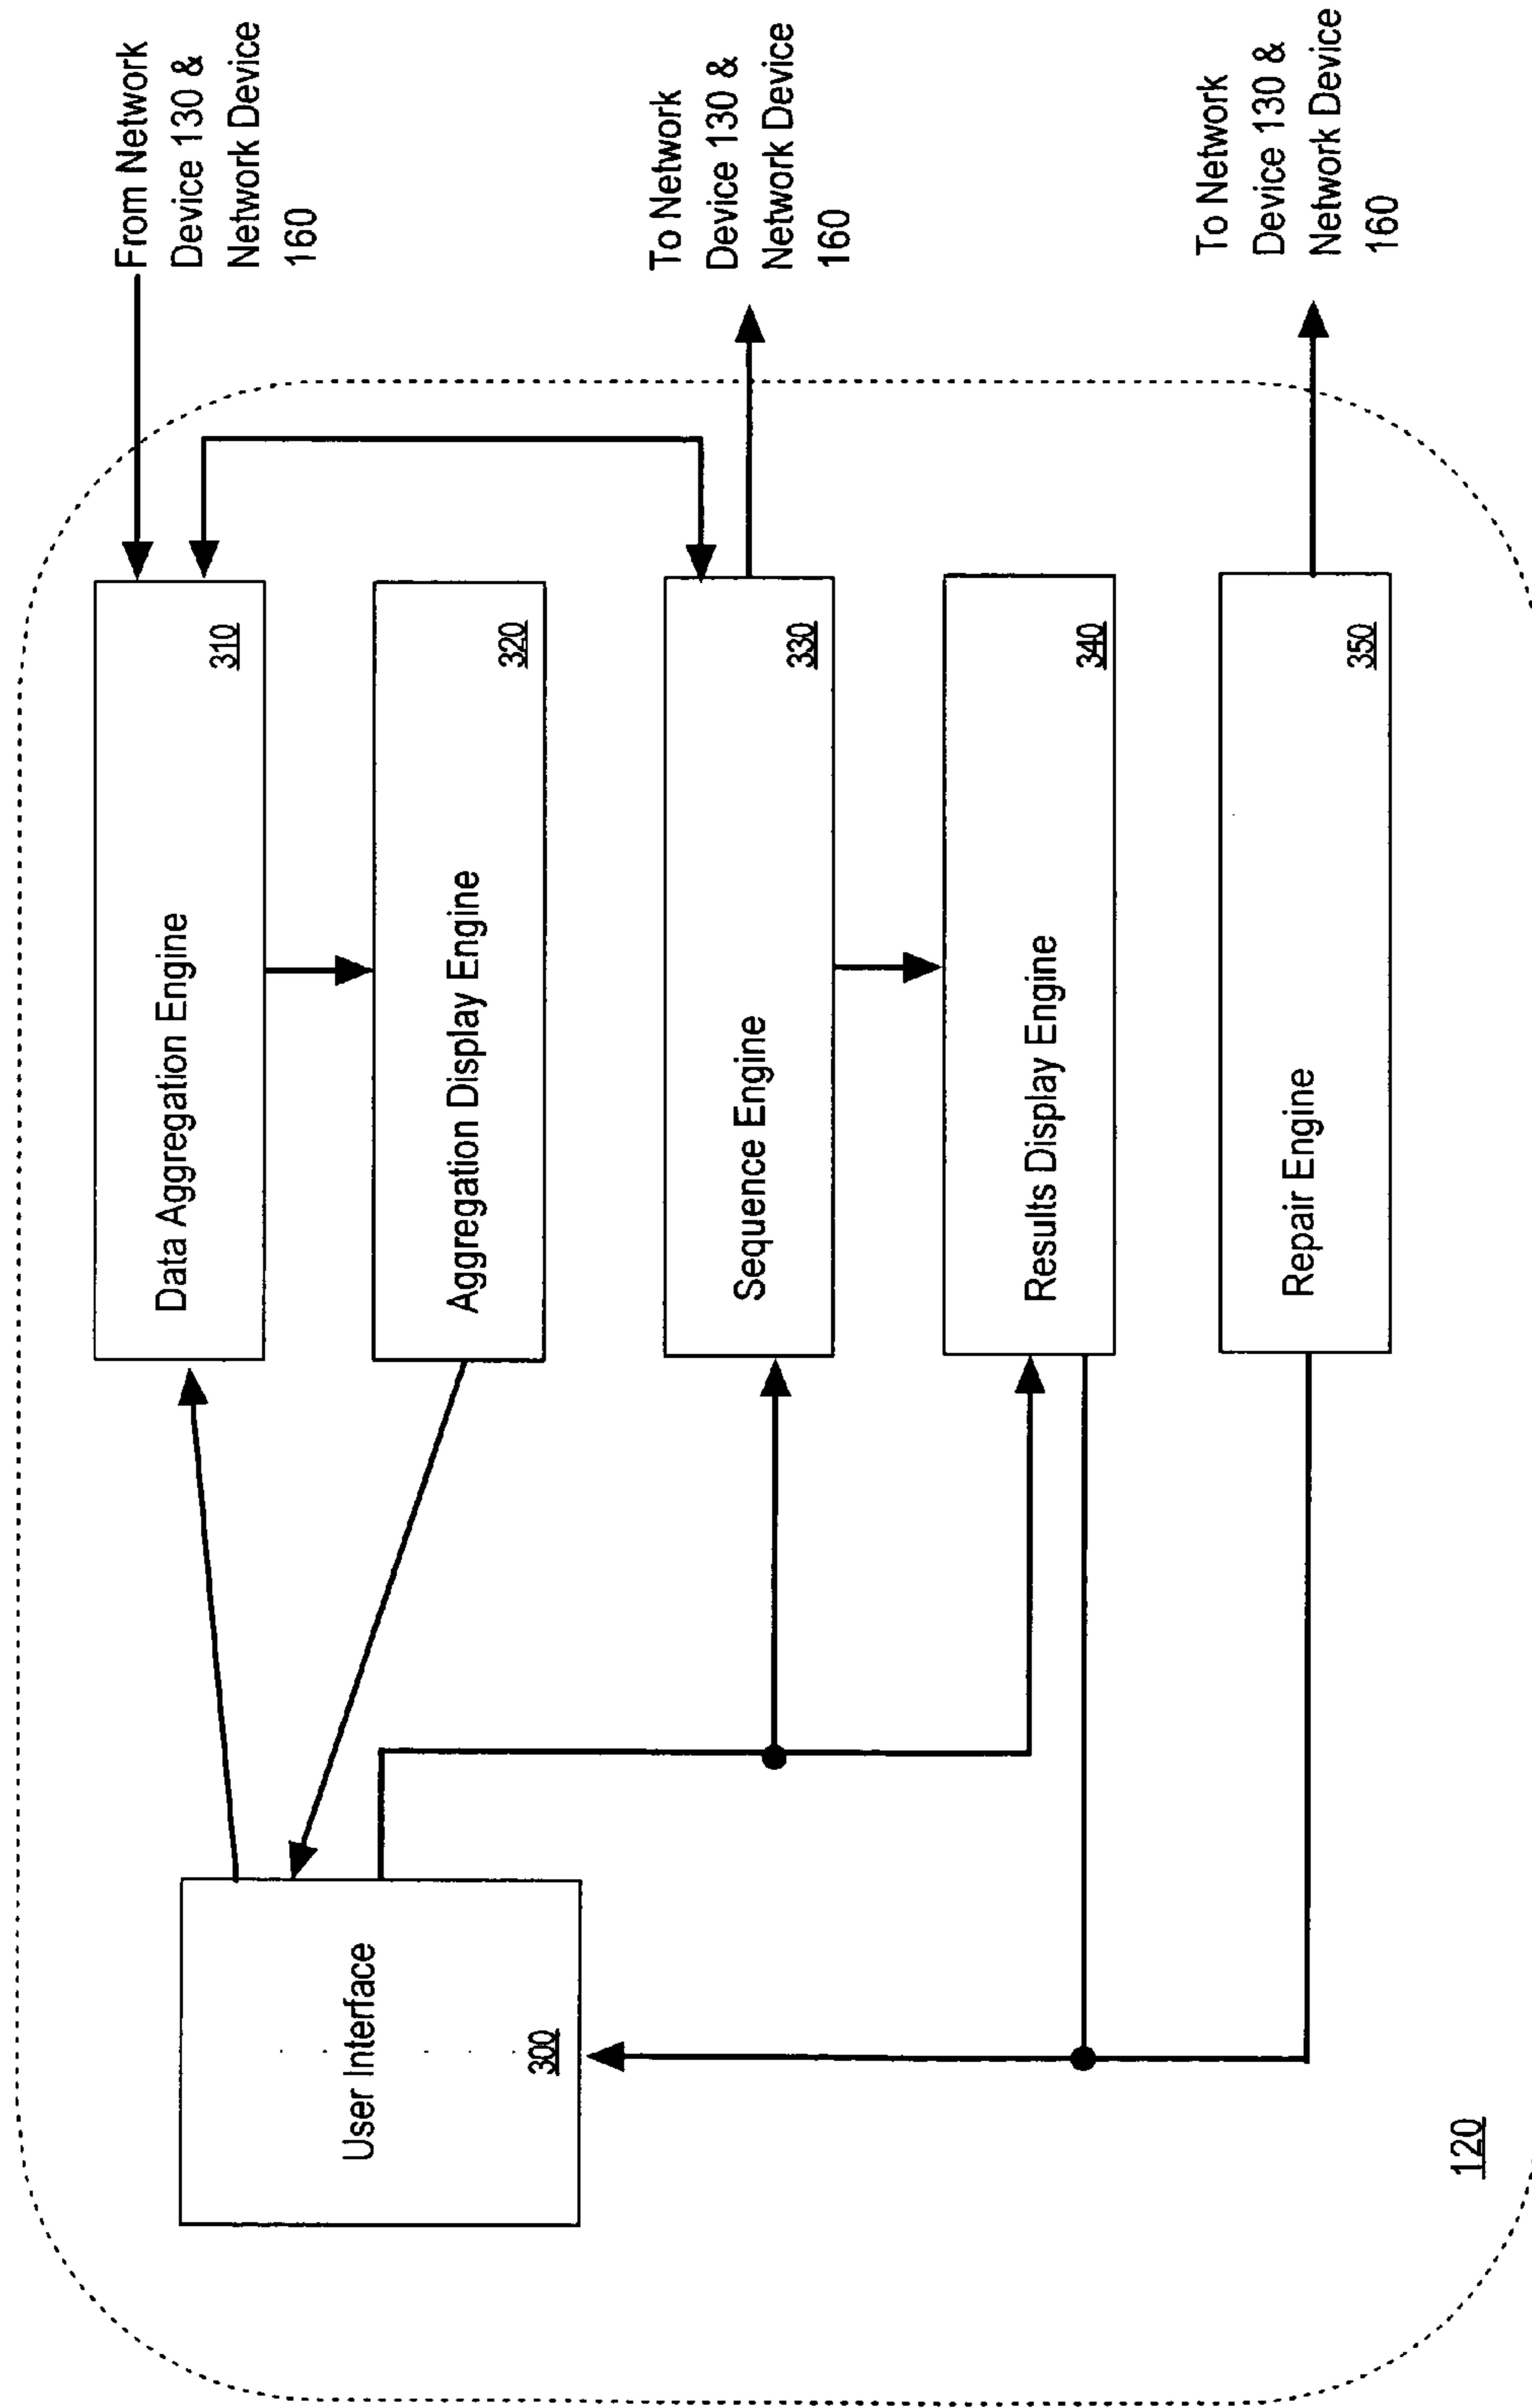 From Network
Device 130 &
Network Device
160
Data Aggregation Engine
310
Aggregation Display Engine
320
User Interface
300
To Network
Device 130 &
Network Device
160
Sequence Engine
330
Results Display Engine
340
To Network
Device 130 &
Network Device
160
Repair Engine
350
120